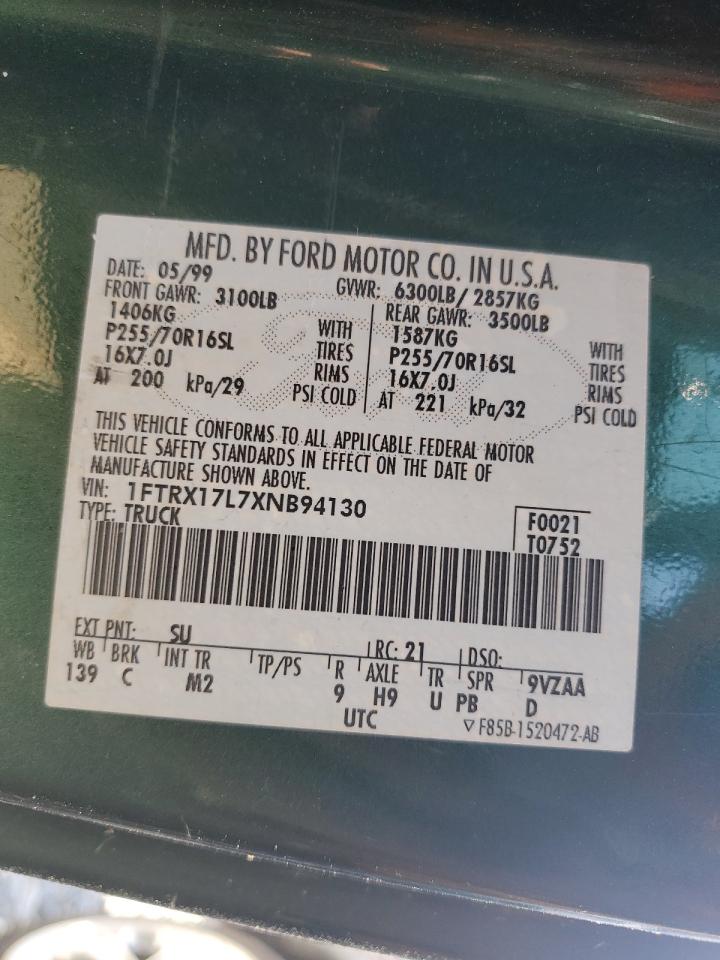 MFD. BY FORD MOTOR CO. IN U.S.A.
DATE: 05/99 GVWR: 6300LB/ 2857KG
FRONT GAWR: 3100LB REAR GAWR: 3500LB
1406KG WITH 1587KG WITH
P255/70R16SL TIRES P255/70R16SL TIRES
16X7.0J RIMS 16X7.0J RIMS
AT 200 kPa/29 PSI COLD AT 221 kPa/32 PSI COLD
THIS VEHICLE CONFORMS TO ALL APPLICABLE FEDERAL MOTOR
VEHICLE SAFETY STANDARDS IN EFFECT ON THE DATE OF
MANUFACTURE SHOWN ABOVE.
VIN: 1FTRX17L7XNB94130 F0021
TYPE: TRUCK T0752
EXT PNT: SU RC: 21 DSO:
WB BRK INT TR TP/PS R AXLE TR SPR 9VZAA
139 C M2 9 H9 U PB D
UTC F85B-1520472-AB